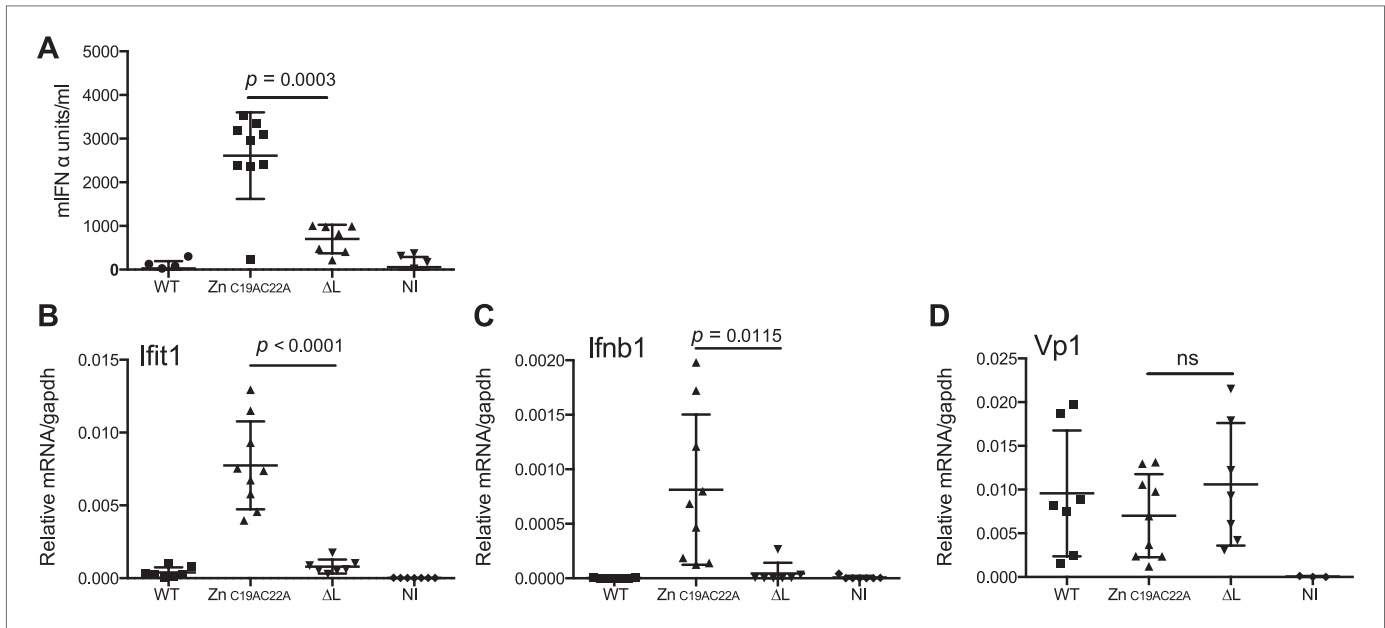 A
mIFN α units/ml
5000
4000
3000
2000
1000
0
p = 0.0003
WT Zn C19AC22A ΔL NI
B
Ifit1
Relative mRNA/gapdh
0.015
0.010
0.005
0.000
p < 0.0001
WT Zn C19AC22A ΔL NI
C
Ifnb1
Relative mRNA/gapdh
0.0020
0.0015
0.0010
0.0005
0.0000
p = 0.0115
WT Zn C19AC22A ΔL NI
D
Vp1
Relative mRNA/gapdh
0.025
0.020
0.015
0.010
0.005
0.000
ns
WT Zn C19AC22A ΔL NI